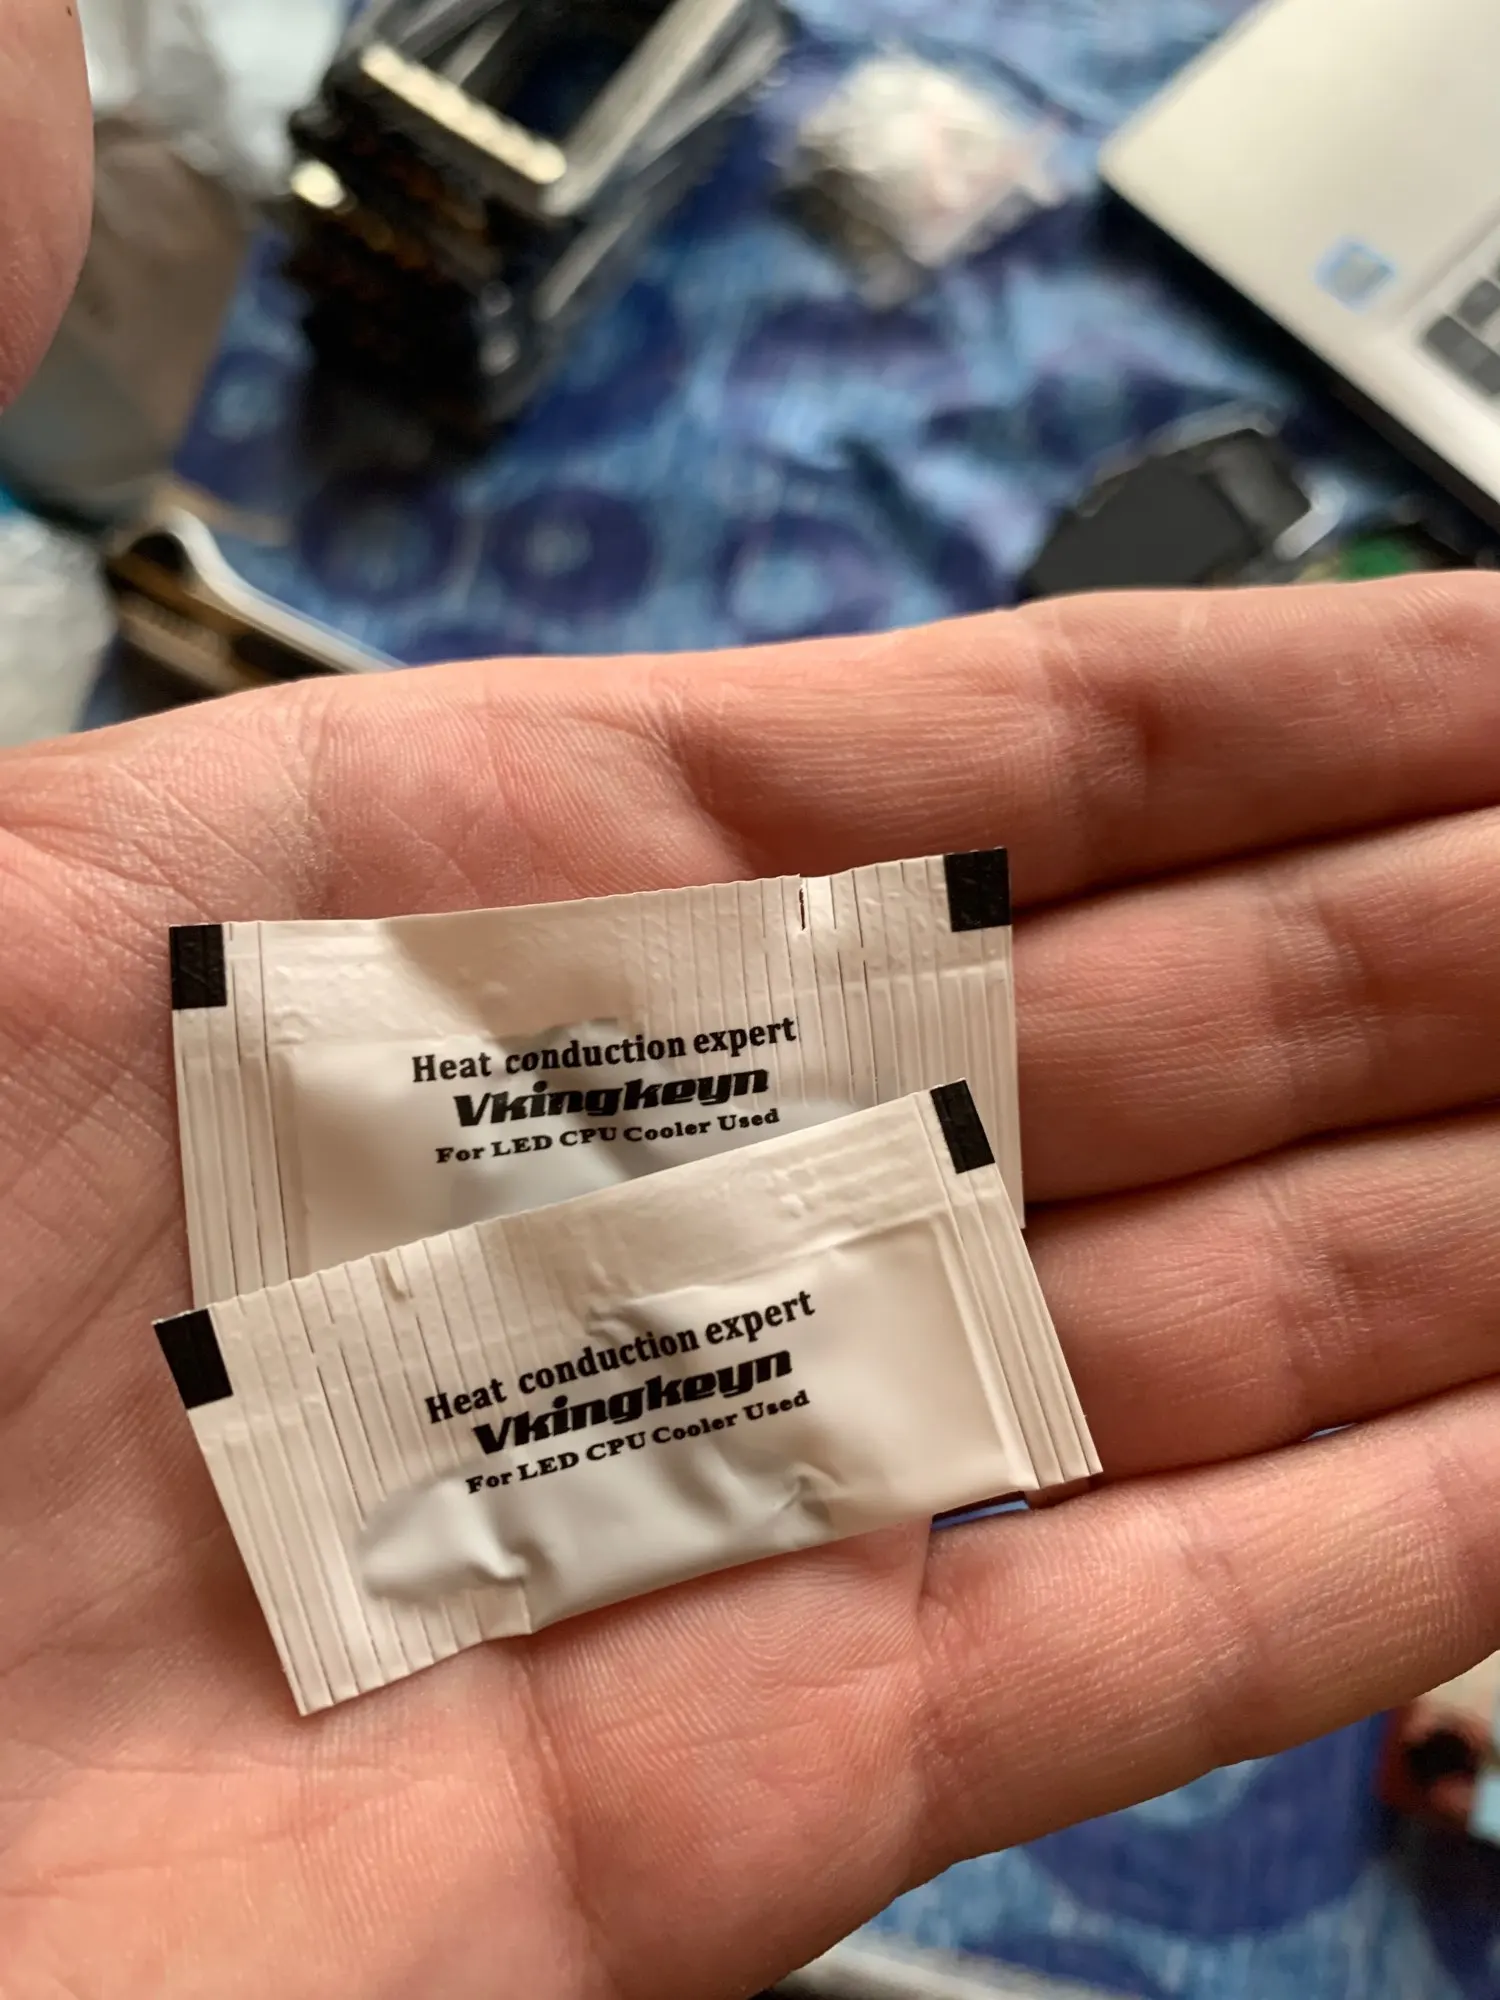 Heat conduction expert
Vkingkeyn
For LED CPU Cooler Used
Heat conduction expert
Vkingkeyn
For LED CPU Cooler Used